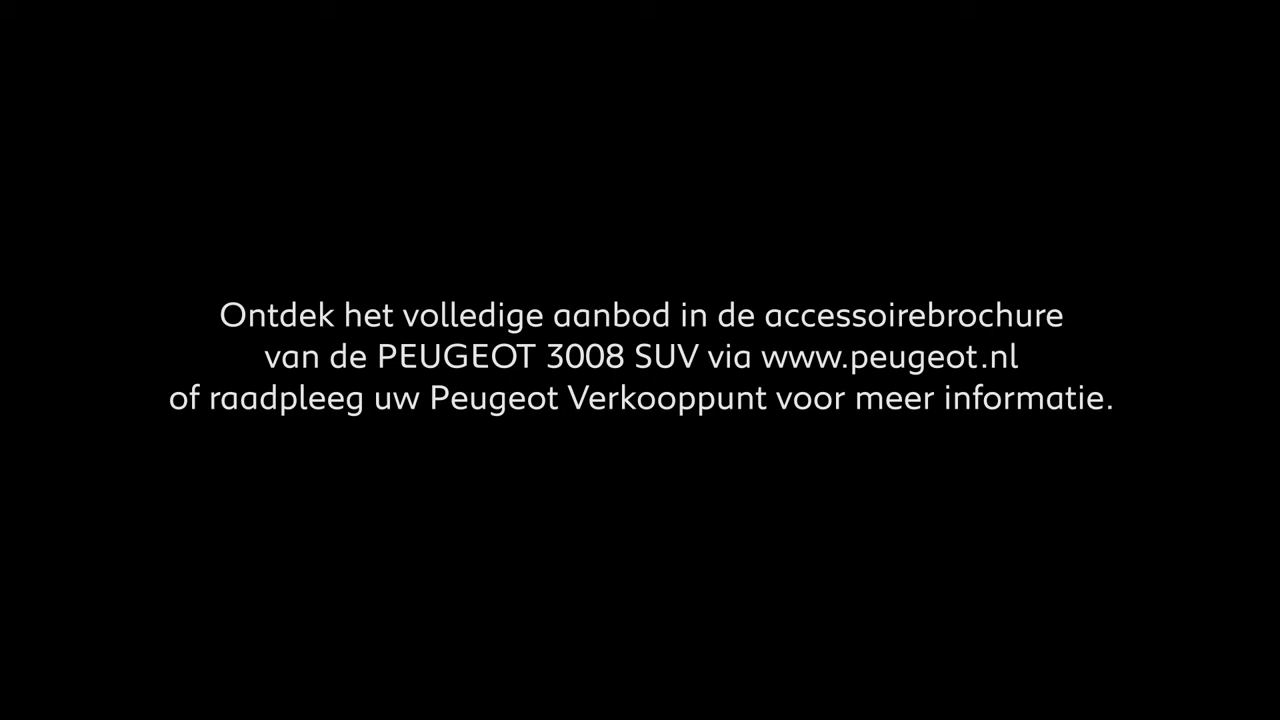 Ontdek het volledige aanbod in de accessoirebrochure
van de PEUGEOT 3008 SUV via www.peugeot.nl
of raadpleeg uw Peugeot Verkooppunt voor meer informatie.